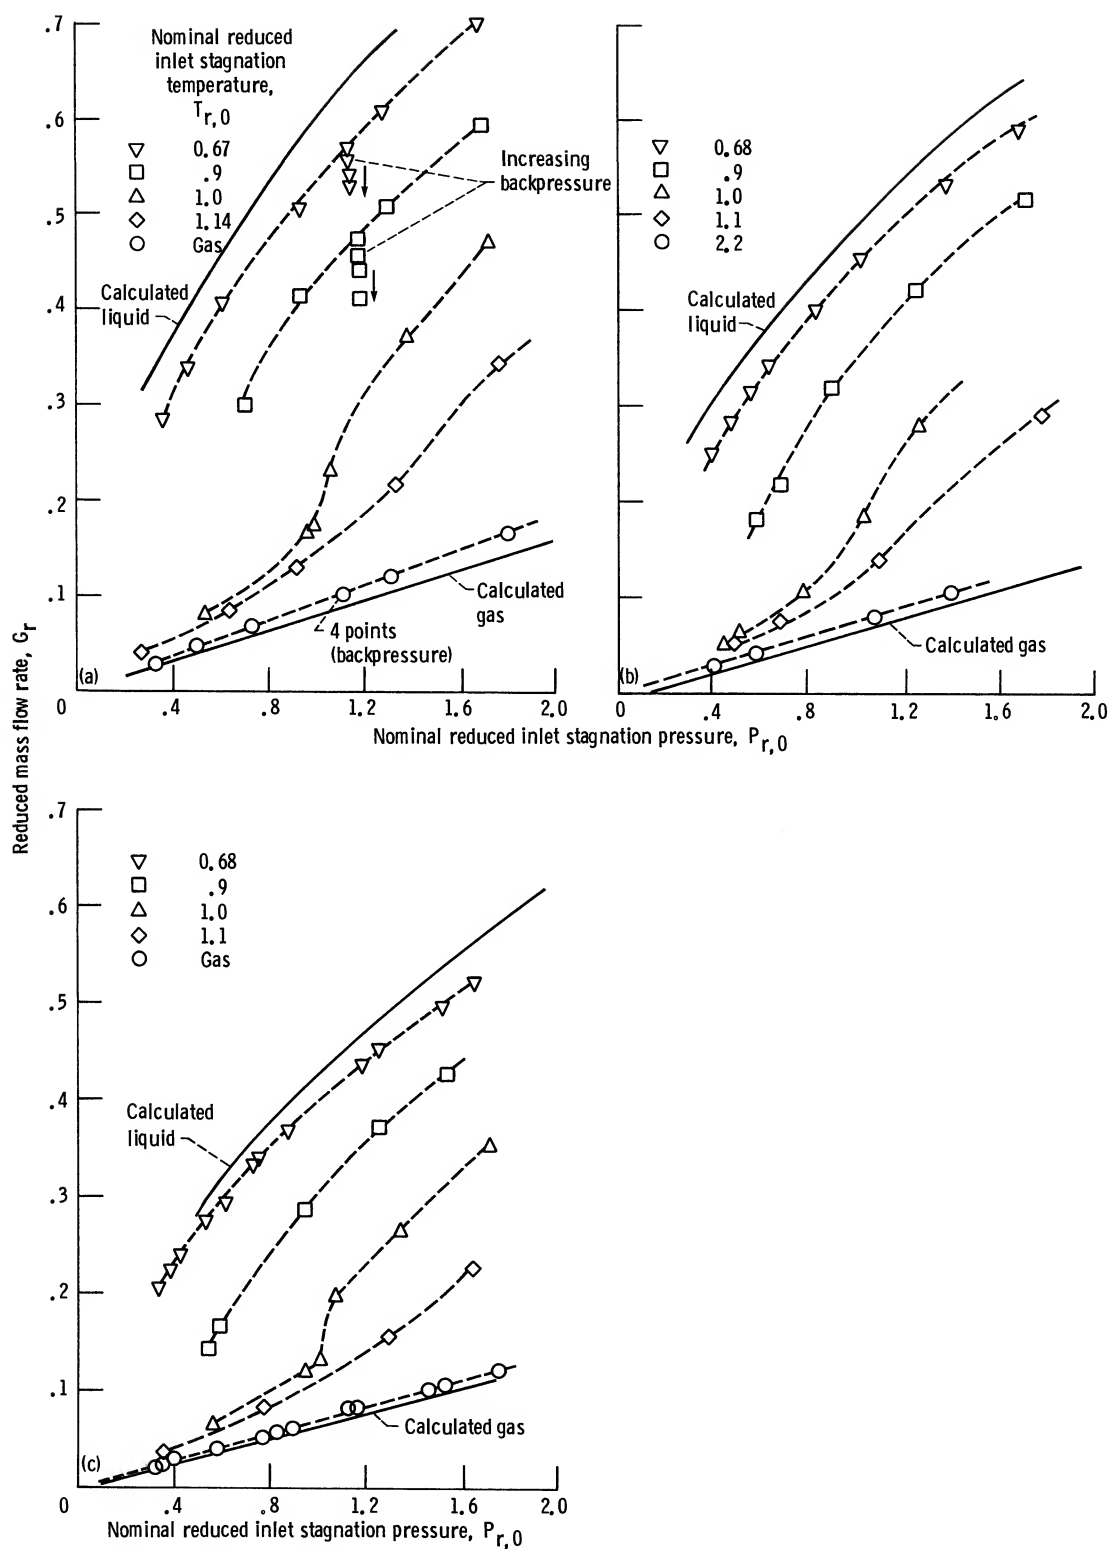 .7
.6
.5
.4
.3
.2
.1
0
.4
.8
1.2
1.6
2.0
Nominal reduced
inlet stagnation
temperature,
Tr,0
0.67
.9
1.0
1.14
Gas
Increasing
backpressure
Calculated
liquid
Calculated
gas
4 points
(backpressure)
(a)
0.68
.9
1.0
1.1
2.2
Calculated
liquid
Calculated gas
(b)
0
.4
.8
1.2
1.6
2.0
Nominal reduced inlet stagnation pressure, Pr,0
Reduced mass flow rate, Gr
.7
.6
.5
.4
.3
.2
.1
0.68
.9
1.0
1.1
Gas
Calculated
liquid
Calculated gas
(c)
0
.4
.8
1.2
1.6
2.0
Nominal reduced inlet stagnation pressure, Pr,0